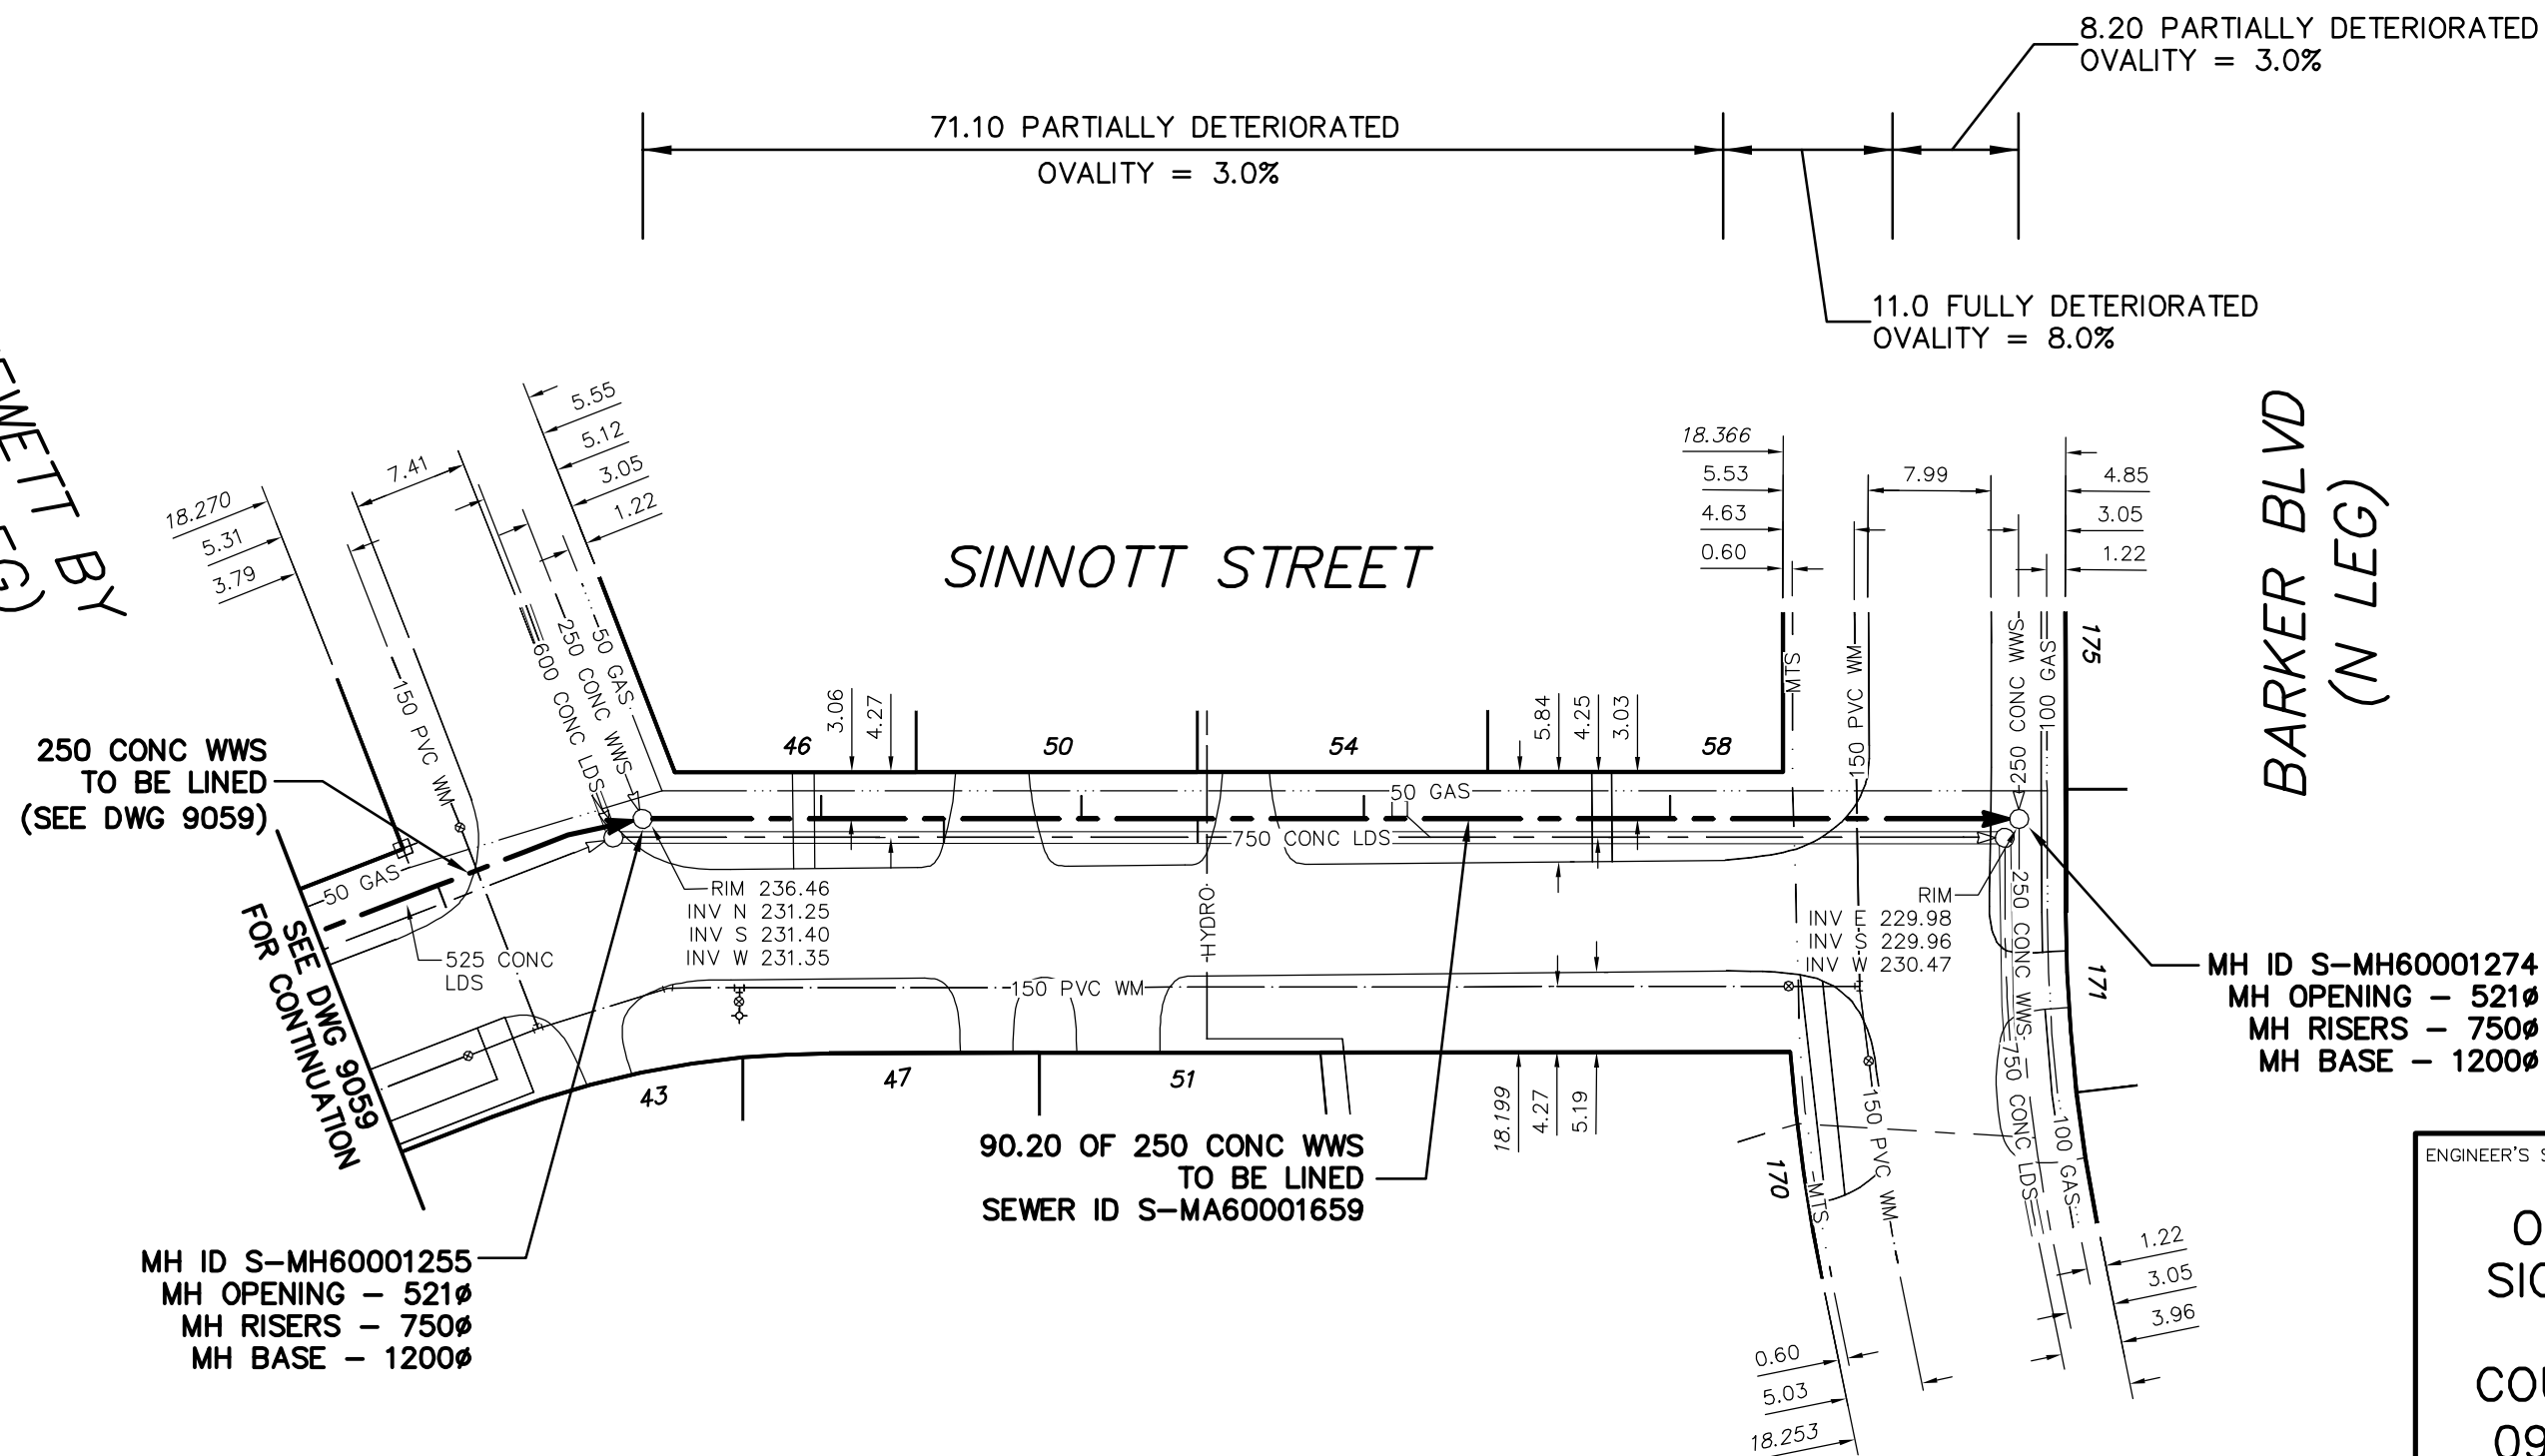 8.20 PARTIALLY DETERIORATED
OVALITY = 3.0%
71.10 PARTIALLY DETERIORATED
OVALITY = 3.0%
11.0 FULLY DETERIORATED
OVALITY = 8.0%
BY
5.55
5.12
3.05
1.22
7.41
18.270
5.31
3.79
SINNOTT STREET
18.366
5.53
4.63
0.60
7.99
4.85
3.05
1.22
BARKER BLVD
(N LEG)
150 PVC WM
600 CONC LDS
250 CONC WWS
50 GAS
MTS
150 PVC WM
250 CONC WWS
100 GAS
175
250 CONC WWS
TO BE LINED
(SEE DWG 9059)
46
3.06
4.27
50
54
5.84
4.25
3.03
58
50 GAS
750 CONC LDS
50 GAS
525 CONC
LDS
SEE DWG 9059
FOR CONTINUATION
RIM 236.46
INV N 231.25
INV S 231.40
INV W 231.35
HYDRO
RIM
INV E 229.98
INV S 229.96
INV W 230.47
250 CONC WWS
750 CONC LDS
100 GAS
171
MH ID S-MH60001274
MH OPENING - 521ø
MH RISERS - 750ø
MH BASE - 1200ø
150 PVC WM
43
47
51
18.199
4.27
5.19
170
MTS
150 PVC WM
90.20 OF 250 CONC WWS
TO BE LINED
SEWER ID S-MA60001659
MH ID S-MH60001255
MH OPENING - 521ø
MH RISERS - 750ø
MH BASE - 1200ø
1.22
3.05
3.96
0.60
5.03
18.253
ENGINEER'S